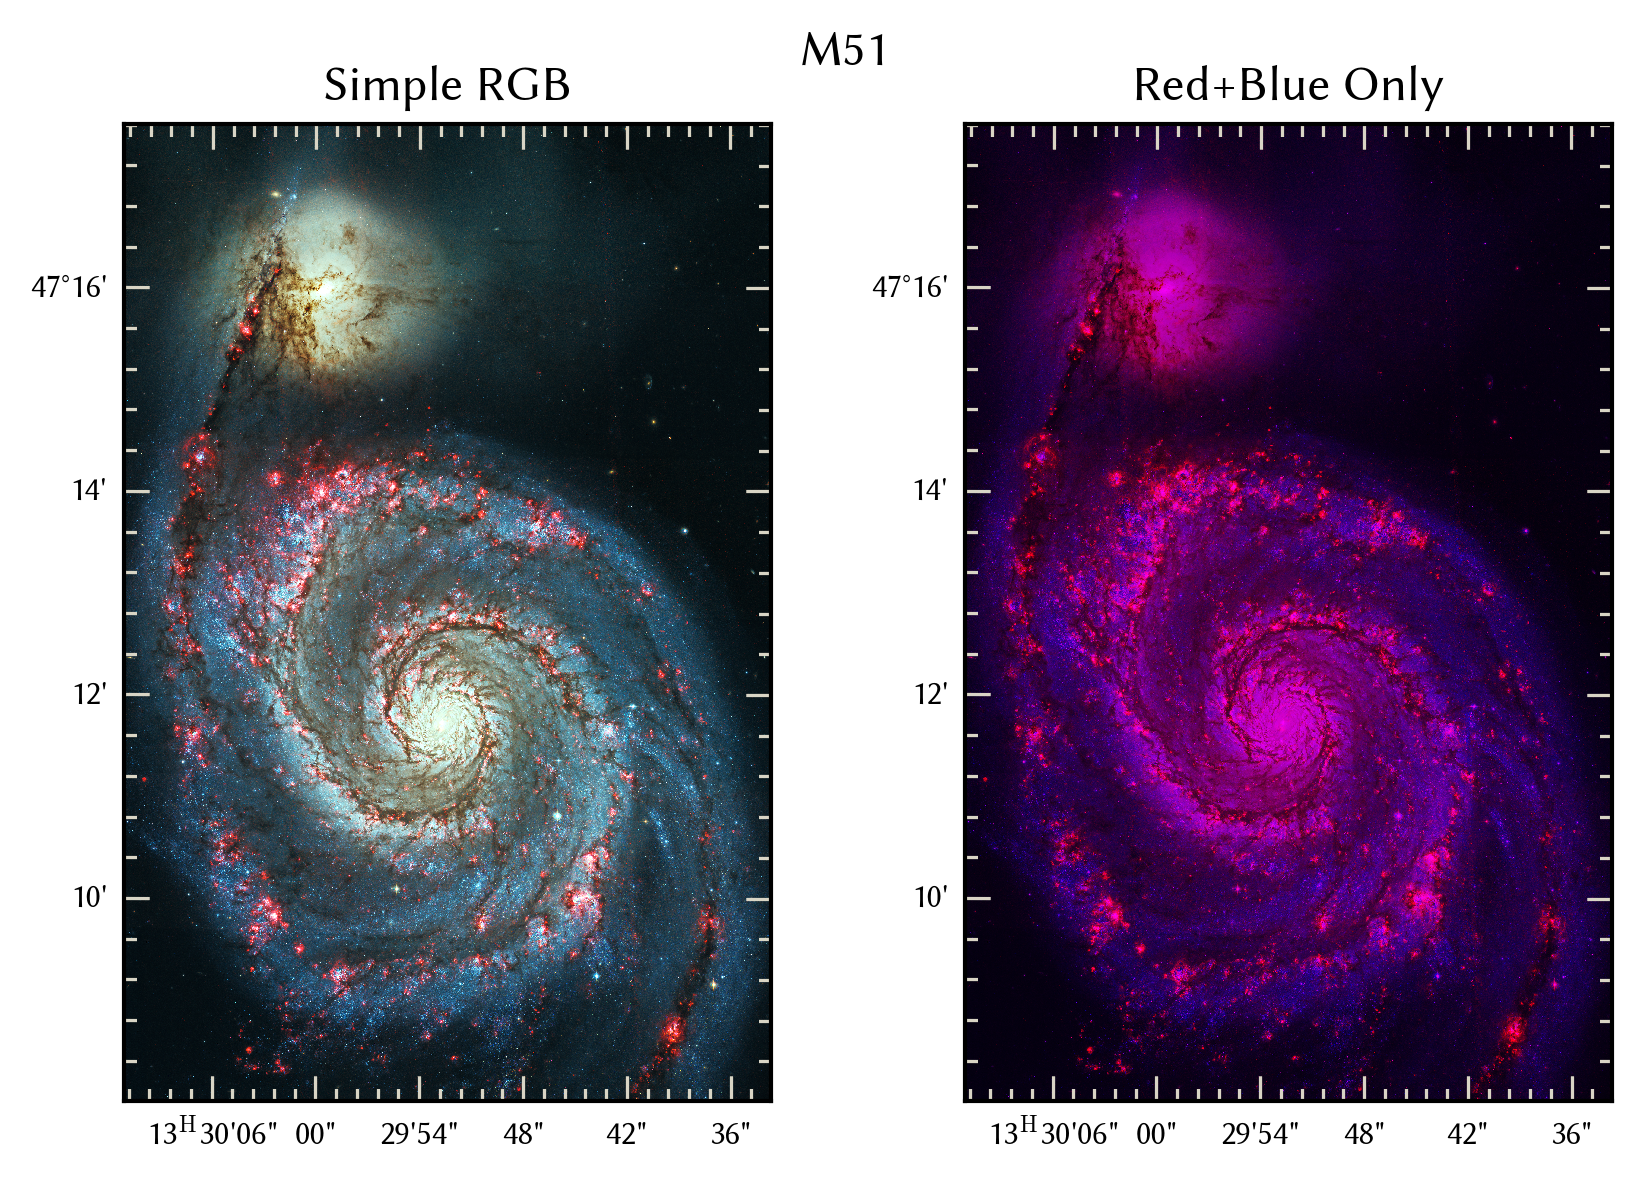 M51
Simple RGB
Red+Blue Only
47°16'
14'
12'
10'
13ᴴ30'06" 00" 29'54" 48" 42" 36"
47°16'
14'
12'
10'
13ᴴ30'06" 00" 29'54" 48" 42" 36"